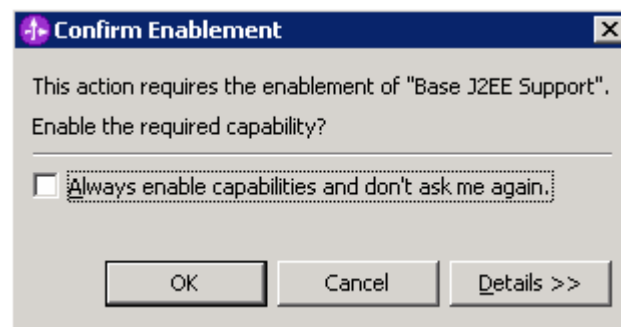 Confirm Enablement
This action requires the enablement of "Base J2EE Support".
Enable the required capability?
Always enable capabilities and don't ask me again.
OK Cancel Details >>